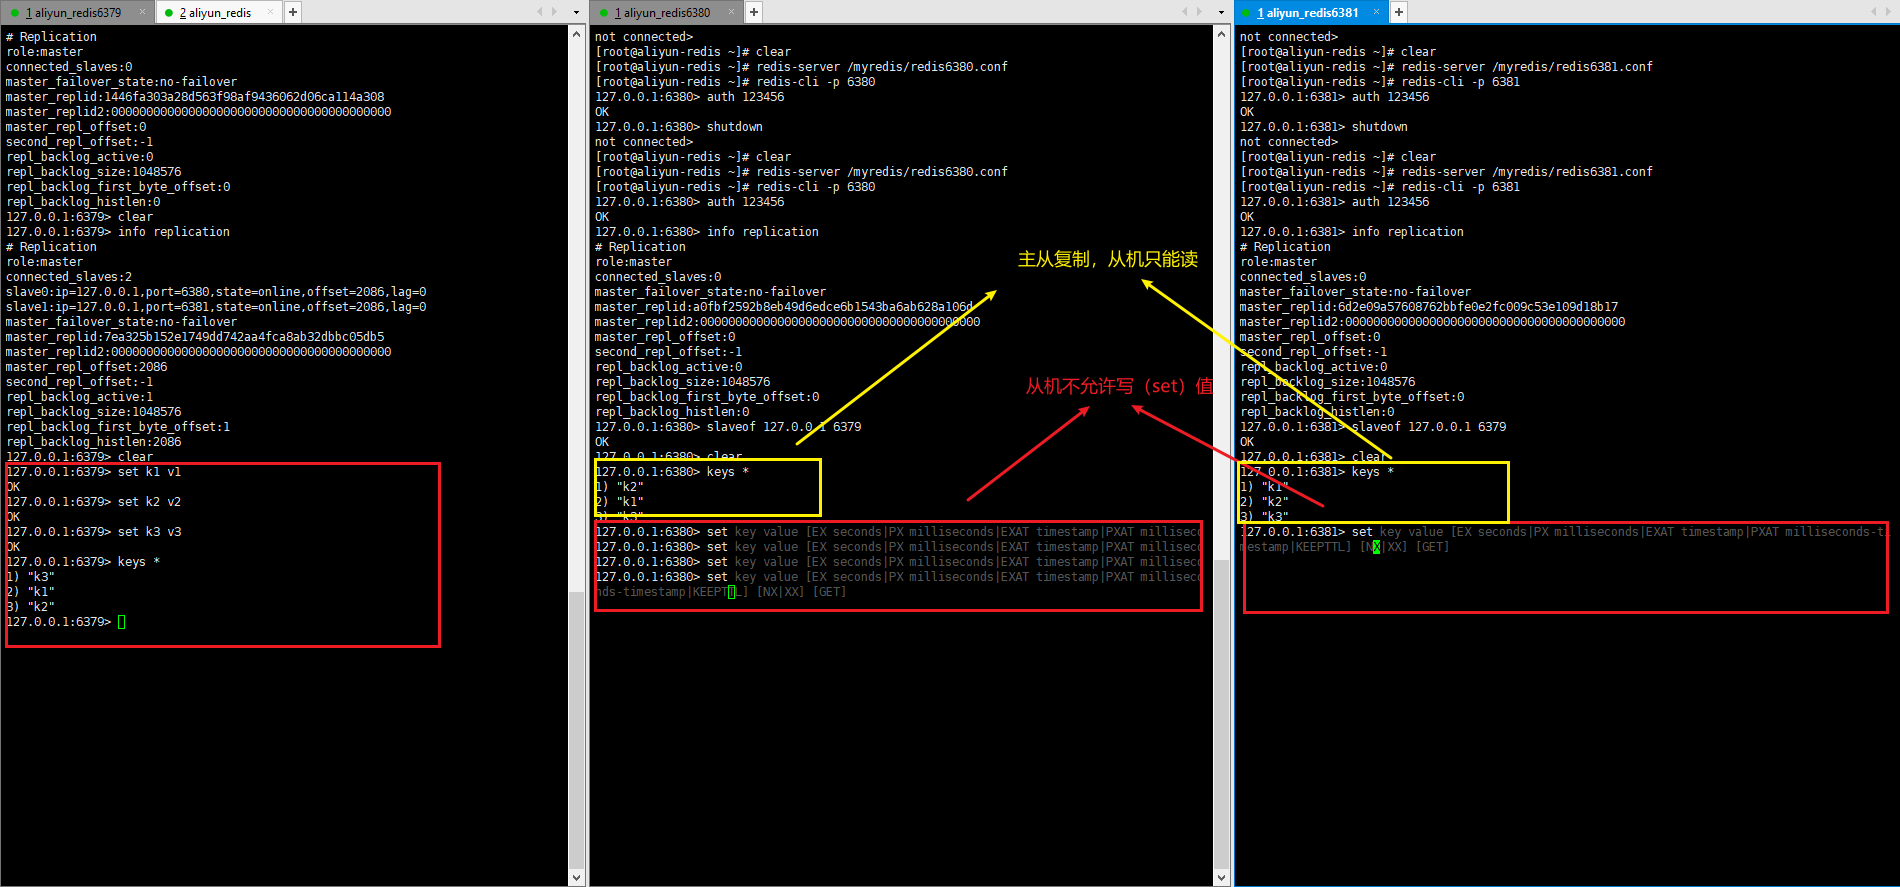 1 aliyun_redis6379
2 aliyun_redis
# Replication
role:master
connected_slaves:0
master_failover_state:no-failover
master_replid:1446fa303a28d563f98af9436062d06ca114a308
master_replid2:0000000000000000000000000000000000000000
master_repl_offset:0
second_repl_offset:-1
repl_backlog_active:0
repl_backlog_size:1048576
repl_backlog_first_byte_offset:0
repl_backlog_histlen:0
127.0.0.1:6379> clear
127.0.0.1:6379> info replication
# Replication
role:master
connected_slaves:2
slave0:ip=127.0.0.1,port=6380,state=online,offset=2086,lag=0
slave1:ip=127.0.0.1,port=6381,state=online,offset=2086,lag=0
master_failover_state:no-failover
master_replid:7ea325b152e1749dd742aa4fca8ab32dbbc05db5
master_replid2:0000000000000000000000000000000000000000
master_repl_offset:2086
second_repl_offset:-1
repl_backlog_active:1
repl_backlog_size:1048576
repl_backlog_first_byte_offset:1
repl_backlog_histlen:2086
127.0.0.1:6379> clear
127.0.0.1:6379> set k1 v1
OK
127.0.0.1:6379> set k2 v2
OK
127.0.0.1:6379> set k3 v3
OK
127.0.0.1:6379> keys *
1) "k3"
2) "k1"
3) "k2"
127.0.0.1:6379>
1 aliyun_redis6380
not connected>
[root@aliyun-redis ~]# clear
[root@aliyun-redis ~]# redis-server /myredis/redis6380.conf
[root@aliyun-redis ~]# redis-cli -p 6380
127.0.0.1:6380> auth 123456
OK
127.0.0.1:6380> shutdown
not connected>
[root@aliyun-redis ~]# clear
[root@aliyun-redis ~]# redis-server /myredis/redis6380.conf
[root@aliyun-redis ~]# redis-cli -p 6380
127.0.0.1:6380> auth 123456
OK
127.0.0.1:6380> info replication
# Replication
role:master
connected_slaves:0
master_failover_state:no-failover
master_replid:a0fbf2592b8eb49d6edce6b1543ba6ab628a106d
master_replid2:0000000000000000000000000000000000000000
master_repl_offset:0
second_repl_offset:-1
repl_backlog_active:0
repl_backlog_size:1048576
repl_backlog_first_byte_offset:0
repl_backlog_histlen:0
127.0.0.1:6380> slaveof 127.0.0.1 6379
OK
127.0.0.1:6380> clear
127.0.0.1:6380> keys *
1) "k2"
2) "k1"
3) "k3"
127.0.0.1:6380> set key value [EX seconds|PX milliseconds|EXAT timestamp|PXAT milliseco
127.0.0.1:6380> set key value [EX seconds|PX milliseconds|EXAT timestamp|PXAT milliseco
127.0.0.1:6380> set key value [EX seconds|PX milliseconds|EXAT timestamp|PXAT milliseco
127.0.0.1:6380> set key value [EX seconds|PX milliseconds|EXAT timestamp|PXAT milliseco
nds-timestamp|KEEPTTL] [NX|XX] [GET]
主从复制，从机只能读
从机不允许写（set）值
1 aliyun_redis6381
not connected>
[root@aliyun-redis ~]# clear
[root@aliyun-redis ~]# redis-server /myredis/redis6381.conf
[root@aliyun-redis ~]# redis-cli -p 6381
127.0.0.1:6381> auth 123456
OK
127.0.0.1:6381> shutdown
not connected>
[root@aliyun-redis ~]# clear
[root@aliyun-redis ~]# redis-server /myredis/redis6381.conf
[root@aliyun-redis ~]# redis-cli -p 6381
127.0.0.1:6381> auth 123456
OK
127.0.0.1:6381> info replication
# Replication
role:master
connected_slaves:0
master_failover_state:no-failover
master_replid:6d2e09a57608762bbfe0e2fc009c53e109d18b17
master_replid2:0000000000000000000000000000000000000000
master_repl_offset:0
second_repl_offset:-1
repl_backlog_active:0
repl_backlog_size:1048576
repl_backlog_first_byte_offset:0
repl_backlog_histlen:0
127.0.0.1:6381> slaveof 127.0.0.1 6379
OK
127.0.0.1:6381> clear
127.0.0.1:6381> keys *
1) "k1"
2) "k2"
3) "k3"
127.0.0.1:6381> set key value [EX seconds|PX milliseconds|EXAT timestamp|PXAT milliseconds-ti
mestamp|KEEPTTL] [NX|XX] [GET]